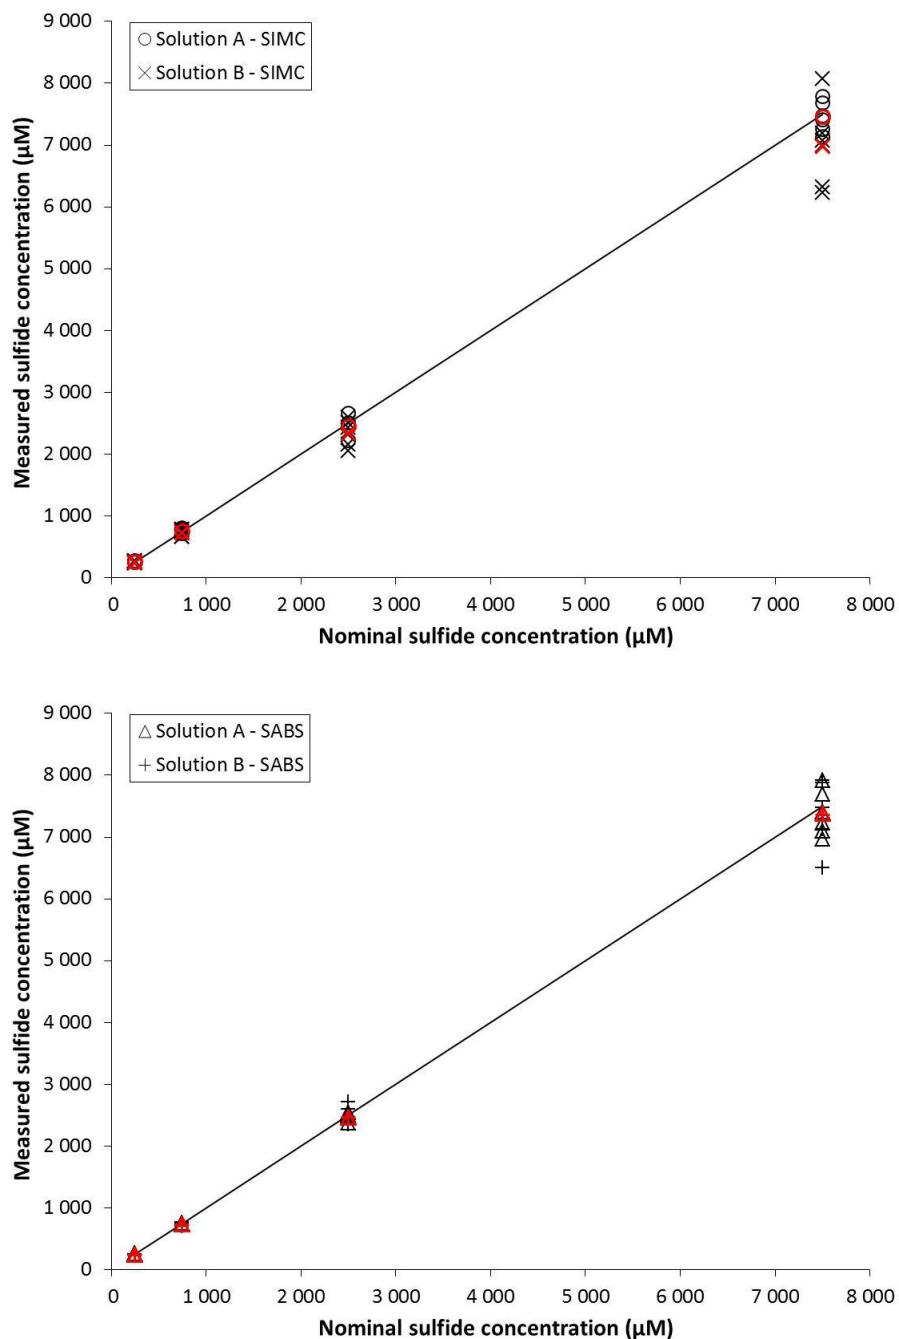 9 000
Solution A - SIMC
Solution B - SIMC
8 000
7 000
6 000
5 000
4 000
3 000
2 000
1 000
0
Measured sulfide concentration (µM)
0 1 000 2 000 3 000 4 000 5 000 6 000 7 000 8 000
Nominal sulfide concentration (µM)
9 000
Solution A - SABS
Solution B - SABS
8 000
7 000
6 000
5 000
4 000
3 000
2 000
1 000
0
Measured sulfide concentration (µM)
0 1 000 2 000 3 000 4 000 5 000 6 000 7 000 8 000
Nominal sulfide concentration (µM)